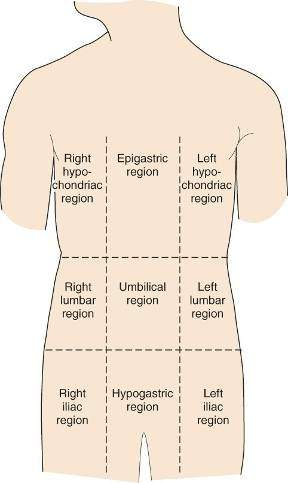 Right
hypo-
chondriac
region
Epigastric
region
Left
hypo-
chondriac
region
Right
lumbar
region
Umbilical
region
Left
lumbar
region
Right
iliac
region
Hypogastric
region
Left
iliac
region